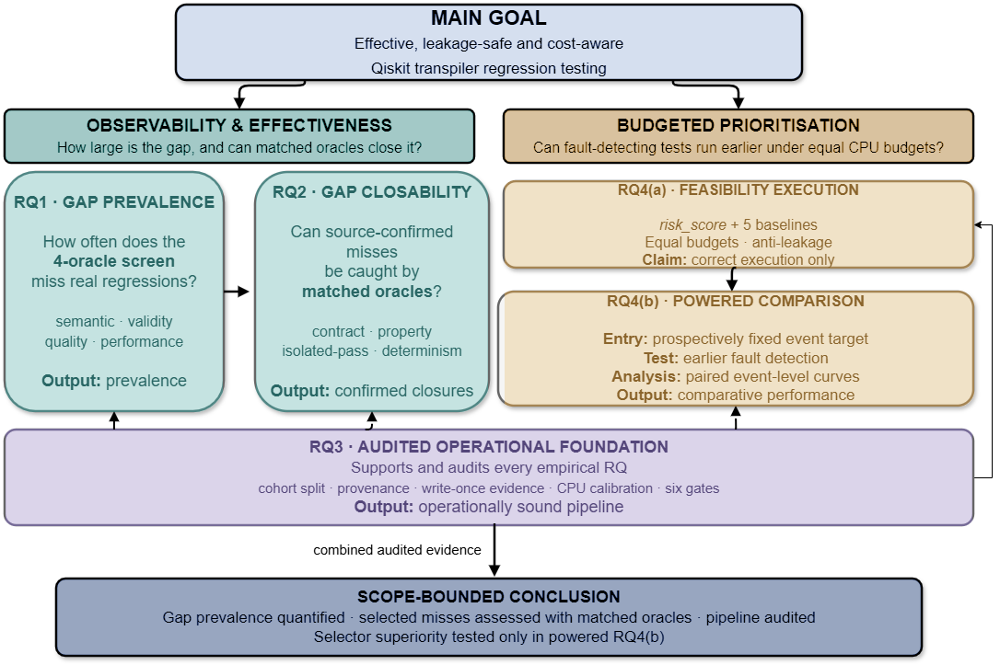 MAIN GOAL
Effective, leakage-safe and cost-aware
Qiskit transpiler regression testing
OBSERVABILITY & EFFECTIVENESS
How large is the gap, and can matched oracles close it?
BUDGETED PRIORITISATION
Can fault-detecting tests run earlier under equal CPU budgets?
RQ1 · GAP PREVALENCE
How often does the
4-oracle screen
miss real regressions?
semantic · validity
quality · performance
Output: prevalence
RQ2 · GAP CLOSABILITY
Can source-confirmed
misses
be caught by
matched oracles?
contract · property
isolated-pass · determinism
Output: confirmed closures
RQ4(a) · FEASIBILITY EXECUTION
risk_score + 5 baselines
Equal budgets · anti-leakage
Claim: correct execution only
RQ4(b) · POWERED COMPARISON
Entry: prospectively fixed event target
Test: earlier fault detection
Analysis: paired event-level curves
Output: comparative performance
RQ3 · AUDITED OPERATIONAL FOUNDATION
Supports and audits every empirical RQ
cohort split · provenance · write-once evidence · CPU calibration · six gates
Output: operationally sound pipeline
combined audited evidence
SCOPE-BOUNDED CONCLUSION
Gap prevalence quantified · selected misses assessed with matched oracles · pipeline audited
Selector superiority tested only in powered RQ4(b)